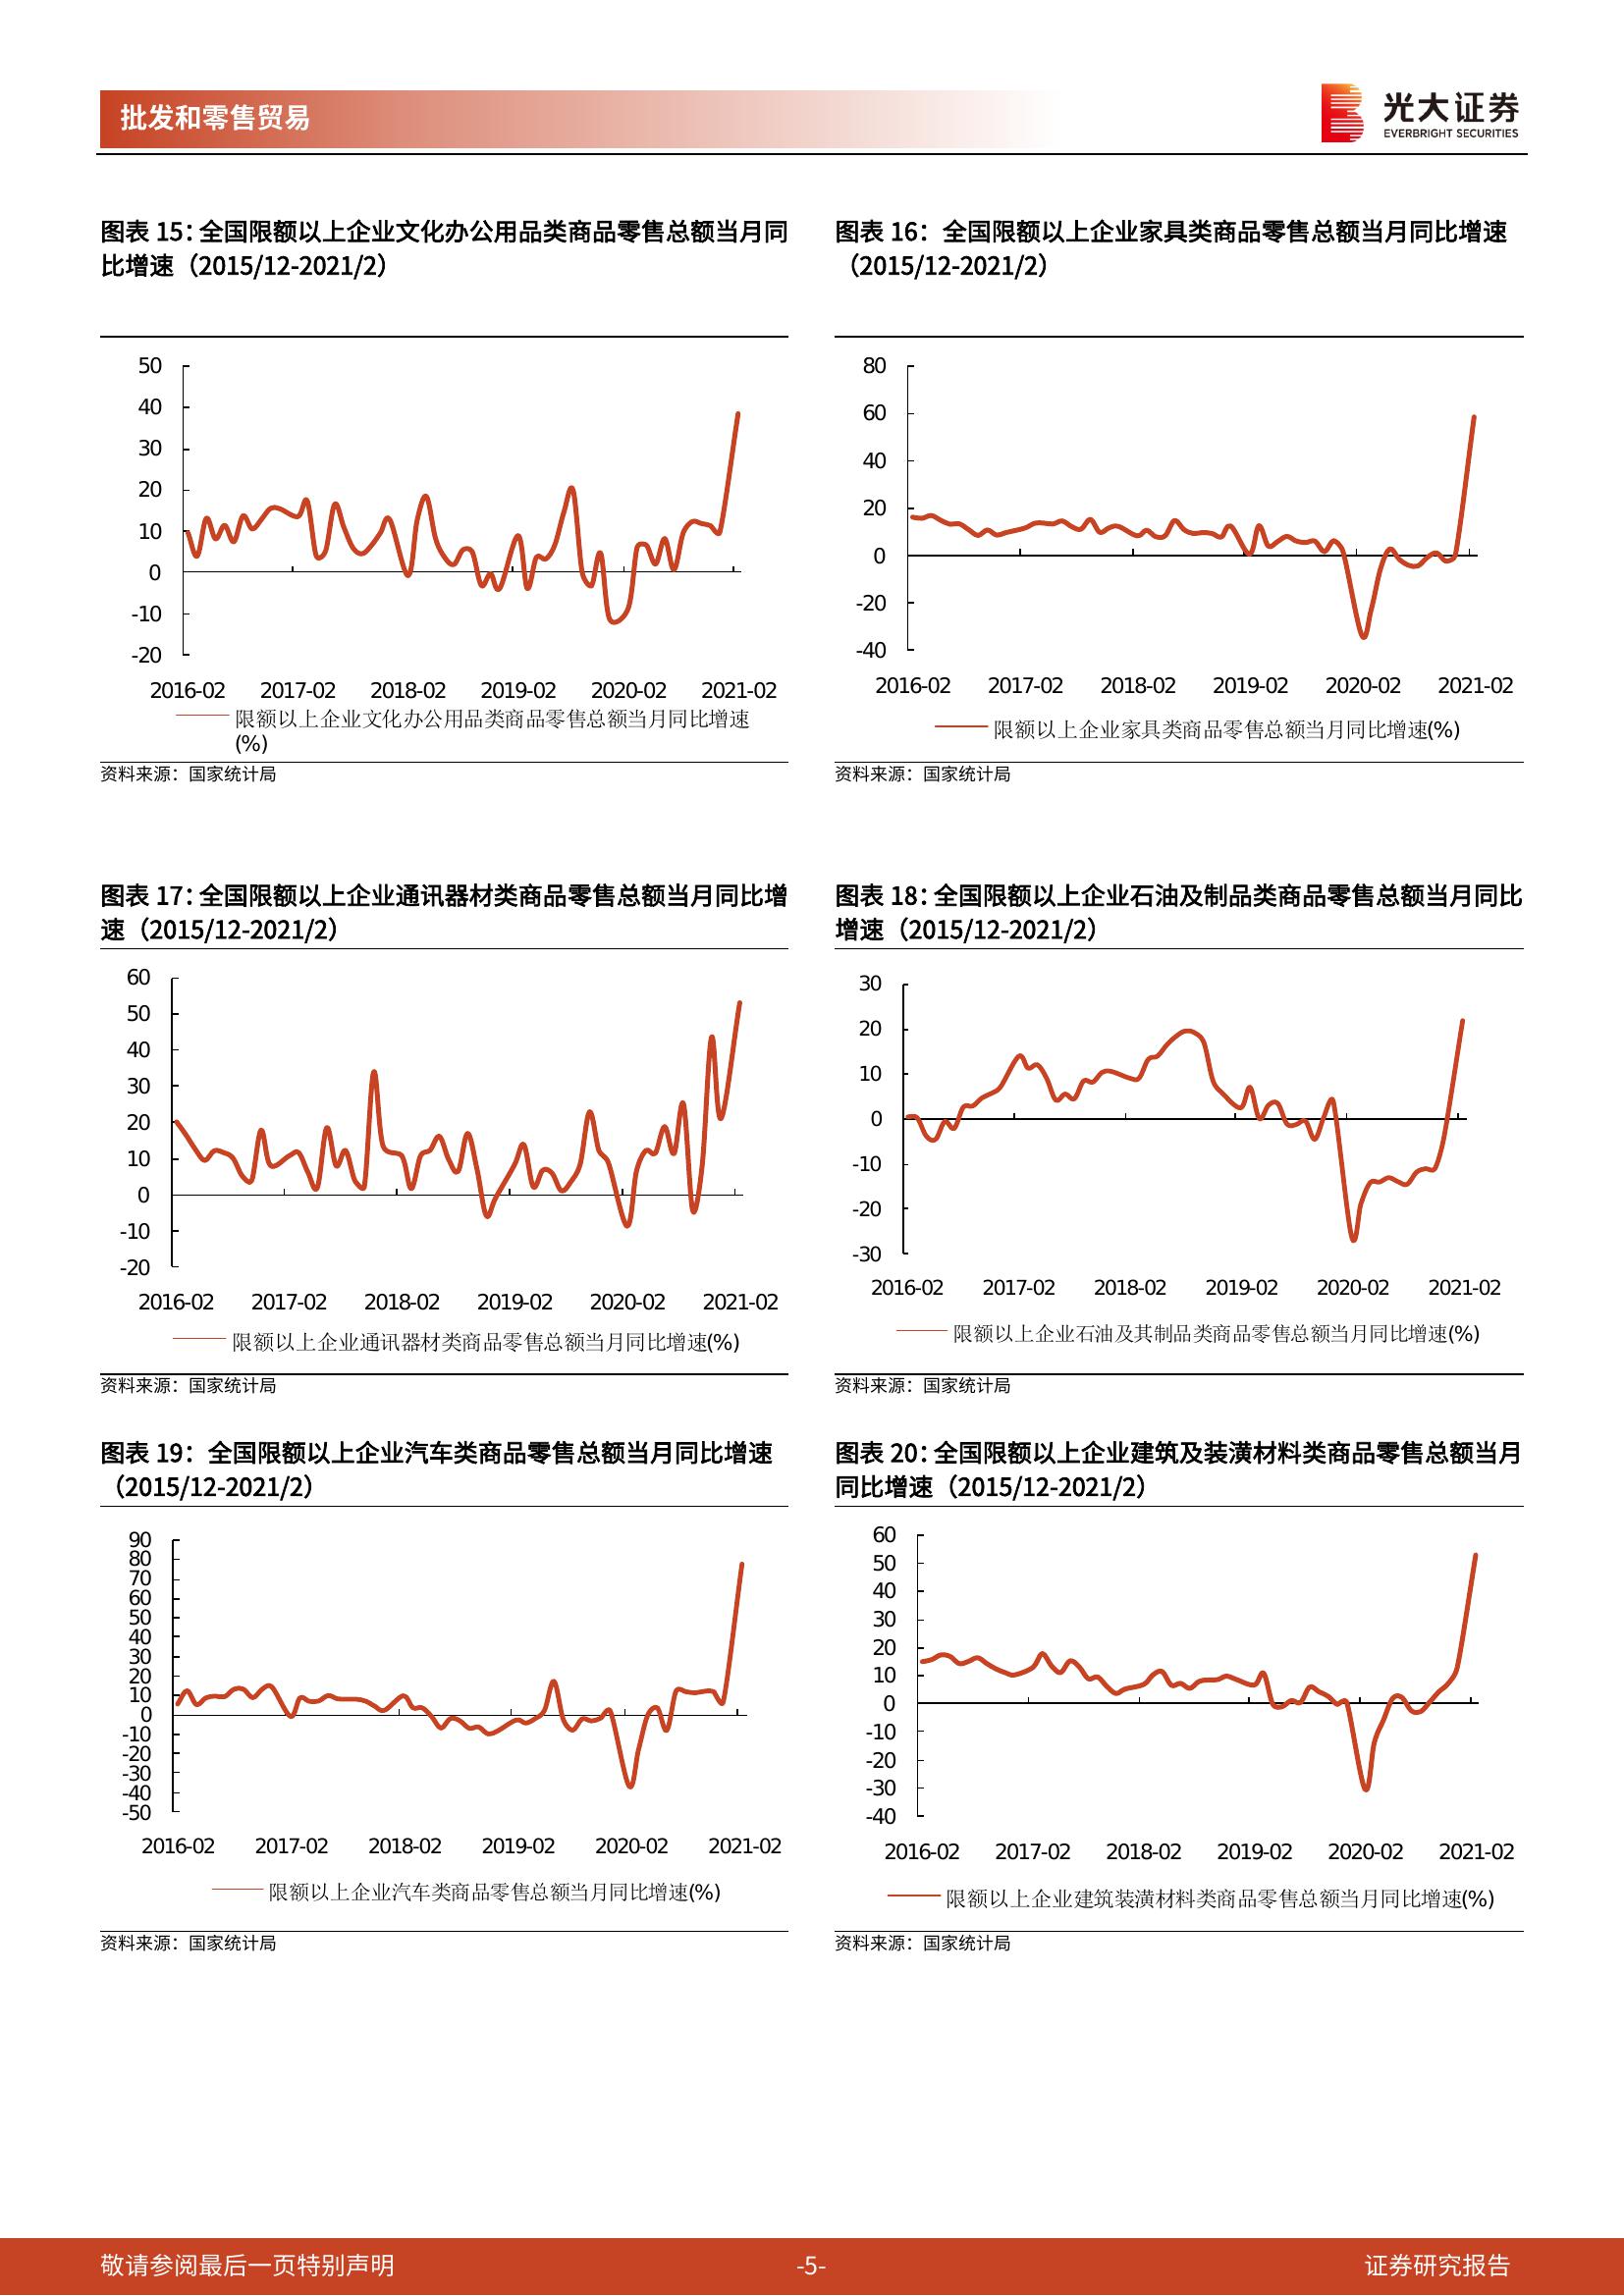 批发和零售贸易
光大证券
EVERBRIGHT SECURITIES
图表 15：全国限额以上企业文化办公用品类商品零售总额当月同
比增速（2015/12-2021/2）
50
40
30
20
10
0
-10
-20
2016-02 2017-02 2018-02 2019-02 2020-02 2021-02
限额以上企业文化办公用品类商品零售总额当月同比增速
(%)
资料来源：国家统计局
图表 16：全国限额以上企业家具类商品零售总额当月同比增速
（2015/12-2021/2）
80
60
40
20
0
-20
-40
2016-02 2017-02 2018-02 2019-02 2020-02 2021-02
限额以上企业家具类商品零售总额当月同比增速(%)
资料来源：国家统计局
图表 17：全国限额以上企业通讯器材类商品零售总额当月同比增
速（2015/12-2021/2）
60
50
40
30
20
10
0
-10
-20
2016-02 2017-02 2018-02 2019-02 2020-02 2021-02
限额以上企业通讯器材类商品零售总额当月同比增速(%)
资料来源：国家统计局
图表 18：全国限额以上企业石油及制品类商品零售总额当月同比
增速（2015/12-2021/2）
30
20
10
0
-10
-20
-30
2016-02 2017-02 2018-02 2019-02 2020-02 2021-02
限额以上企业石油及其制品类商品零售总额当月同比增速(%)
资料来源：国家统计局
图表 19：全国限额以上企业汽车类商品零售总额当月同比增速
（2015/12-2021/2）
90
80
70
60
50
40
30
20
10
0
-10
-20
-30
-40
-50
2016-02 2017-02 2018-02 2019-02 2020-02 2021-02
限额以上企业汽车类商品零售总额当月同比增速(%)
资料来源：国家统计局
图表 20：全国限额以上企业建筑及装潢材料类商品零售总额当月
同比增速（2015/12-2021/2）
60
50
40
30
20
10
0
-10
-20
-30
-40
2016-02 2017-02 2018-02 2019-02 2020-02 2021-02
限额以上企业建筑装潢材料类商品零售总额当月同比增速(%)
资料来源：国家统计局
敬请参阅最后一页特别声明 -5- 证券研究报告